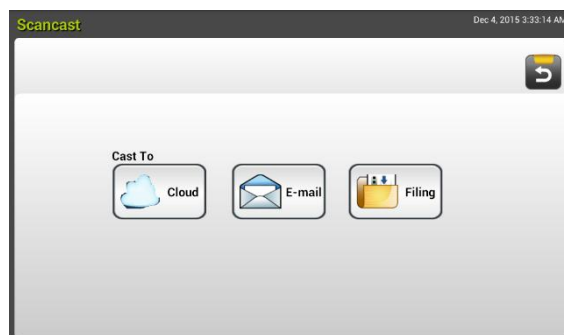 Scancast
Dec 4, 2015 3:33:14 AM
Cast To
Cloud
E-mail
Filing